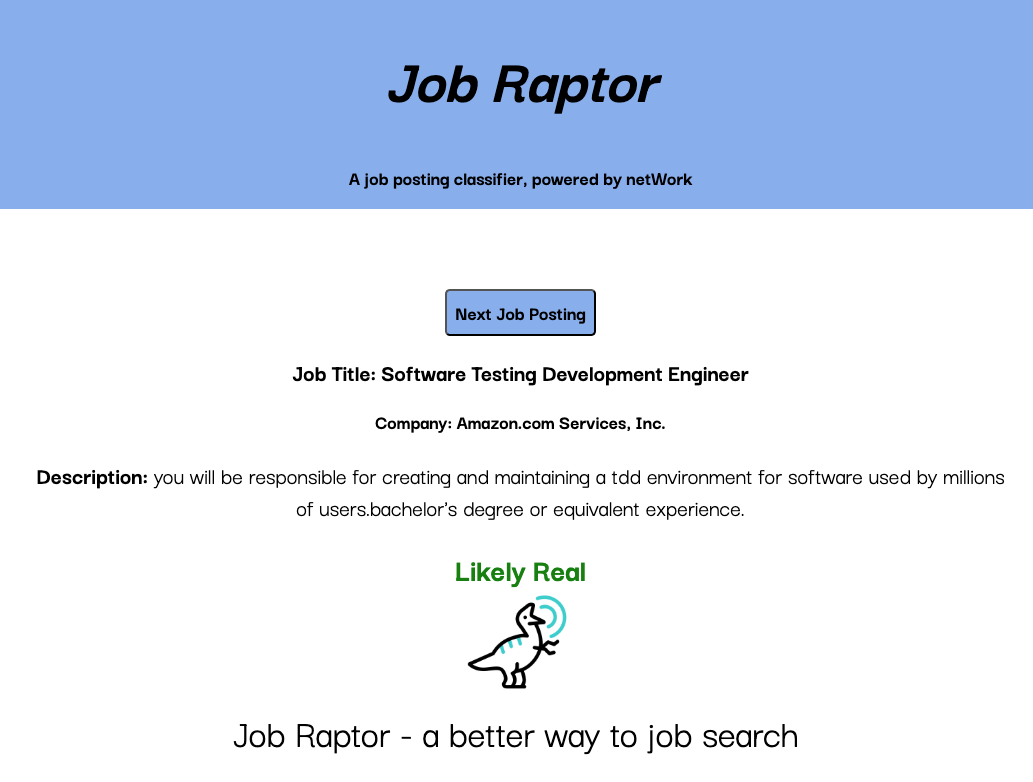 Job Raptor
A job posting classifier, powered by netWork
Next Job Posting
Job Title: Software Testing Development Engineer
Company: Amazon.com Services, Inc.
Description: you will be responsible for creating and maintaining a tdd environment for software used by millions
of users.bachelor's degree or equivalent experience.
Likely Real
Job Raptor - a better way to job search